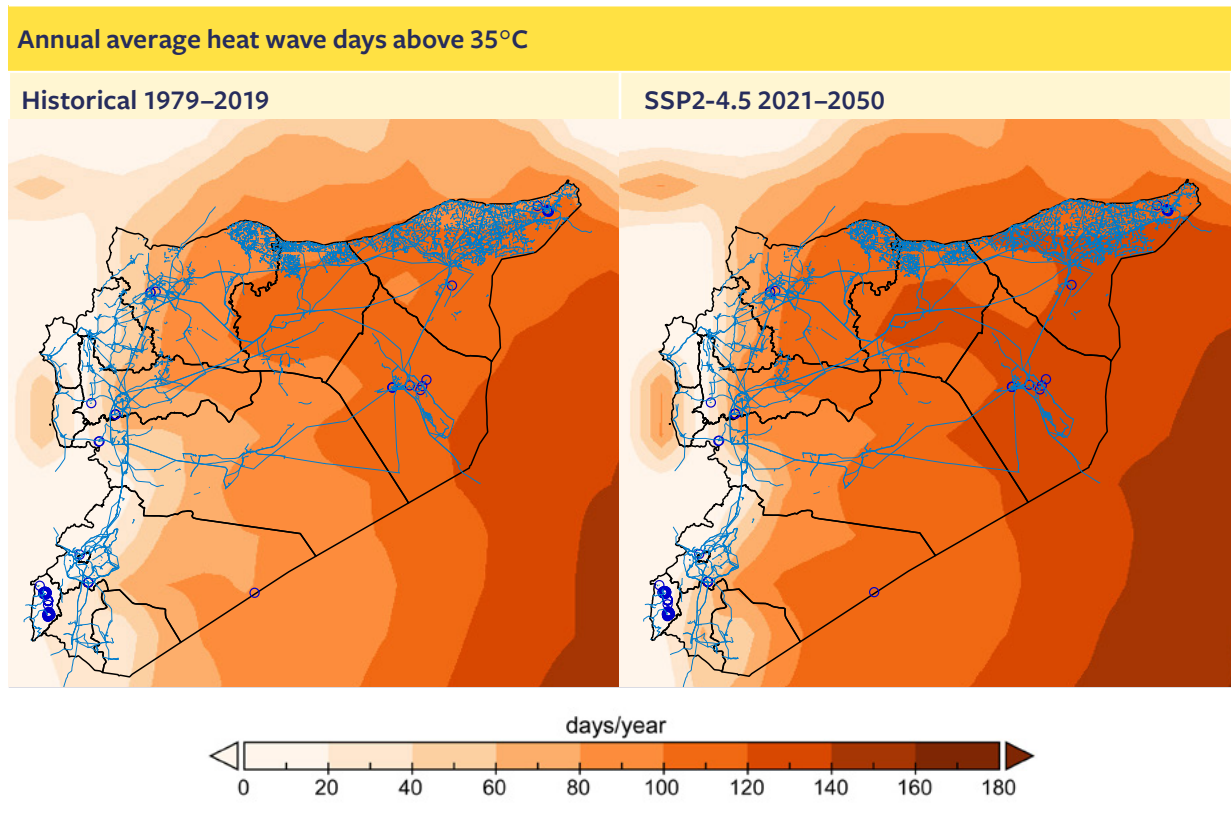 Annual average heat wave days above 35°C
Historical 1979–2019
SSP2-4.5 2021–2050
days/year
0 20 40 60 80 100 120 140 160 180